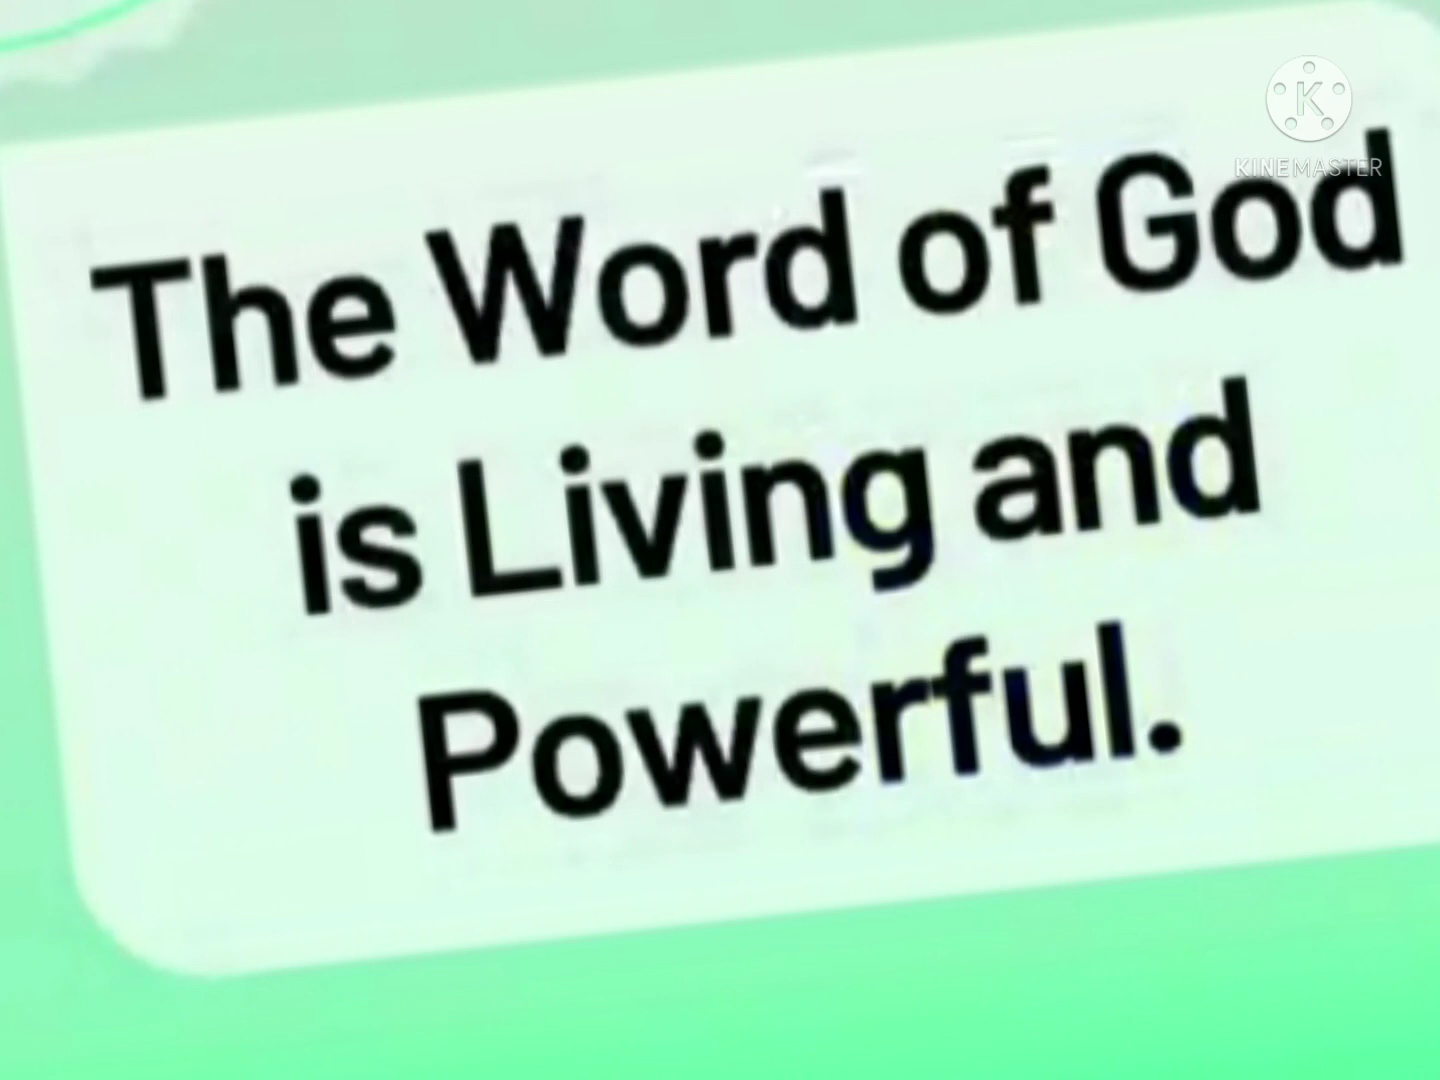 K
KINEMASTER
The Word of God
is Living and
Powerful.